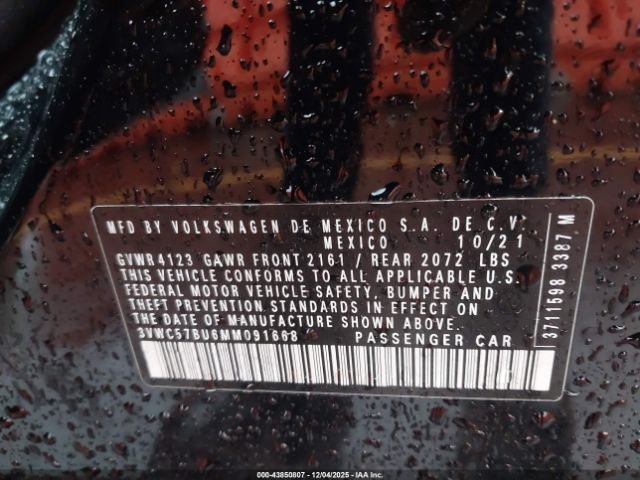 MFD BY VOLKSWAGEN DE MEXICO S.A. DE C.V.
MEXICO 10/21
GVWR 4123 GAWR FRONT 2161 / REAR 2072 LBS
THIS VEHICLE CONFORMS TO ALL APPLICABLE U.S.
FEDERAL MOTOR VEHICLE SAFETY, BUMPER AND
THEFT PREVENTION STANDARDS IN EFFECT ON
THE DATE OF MANUFACTURE SHOWN ABOVE.
3VWC57BU6MM091668 PASSENGER CAR
3711598 3387 M
000-43850807 - 12/04/2025 - IAA Inc.